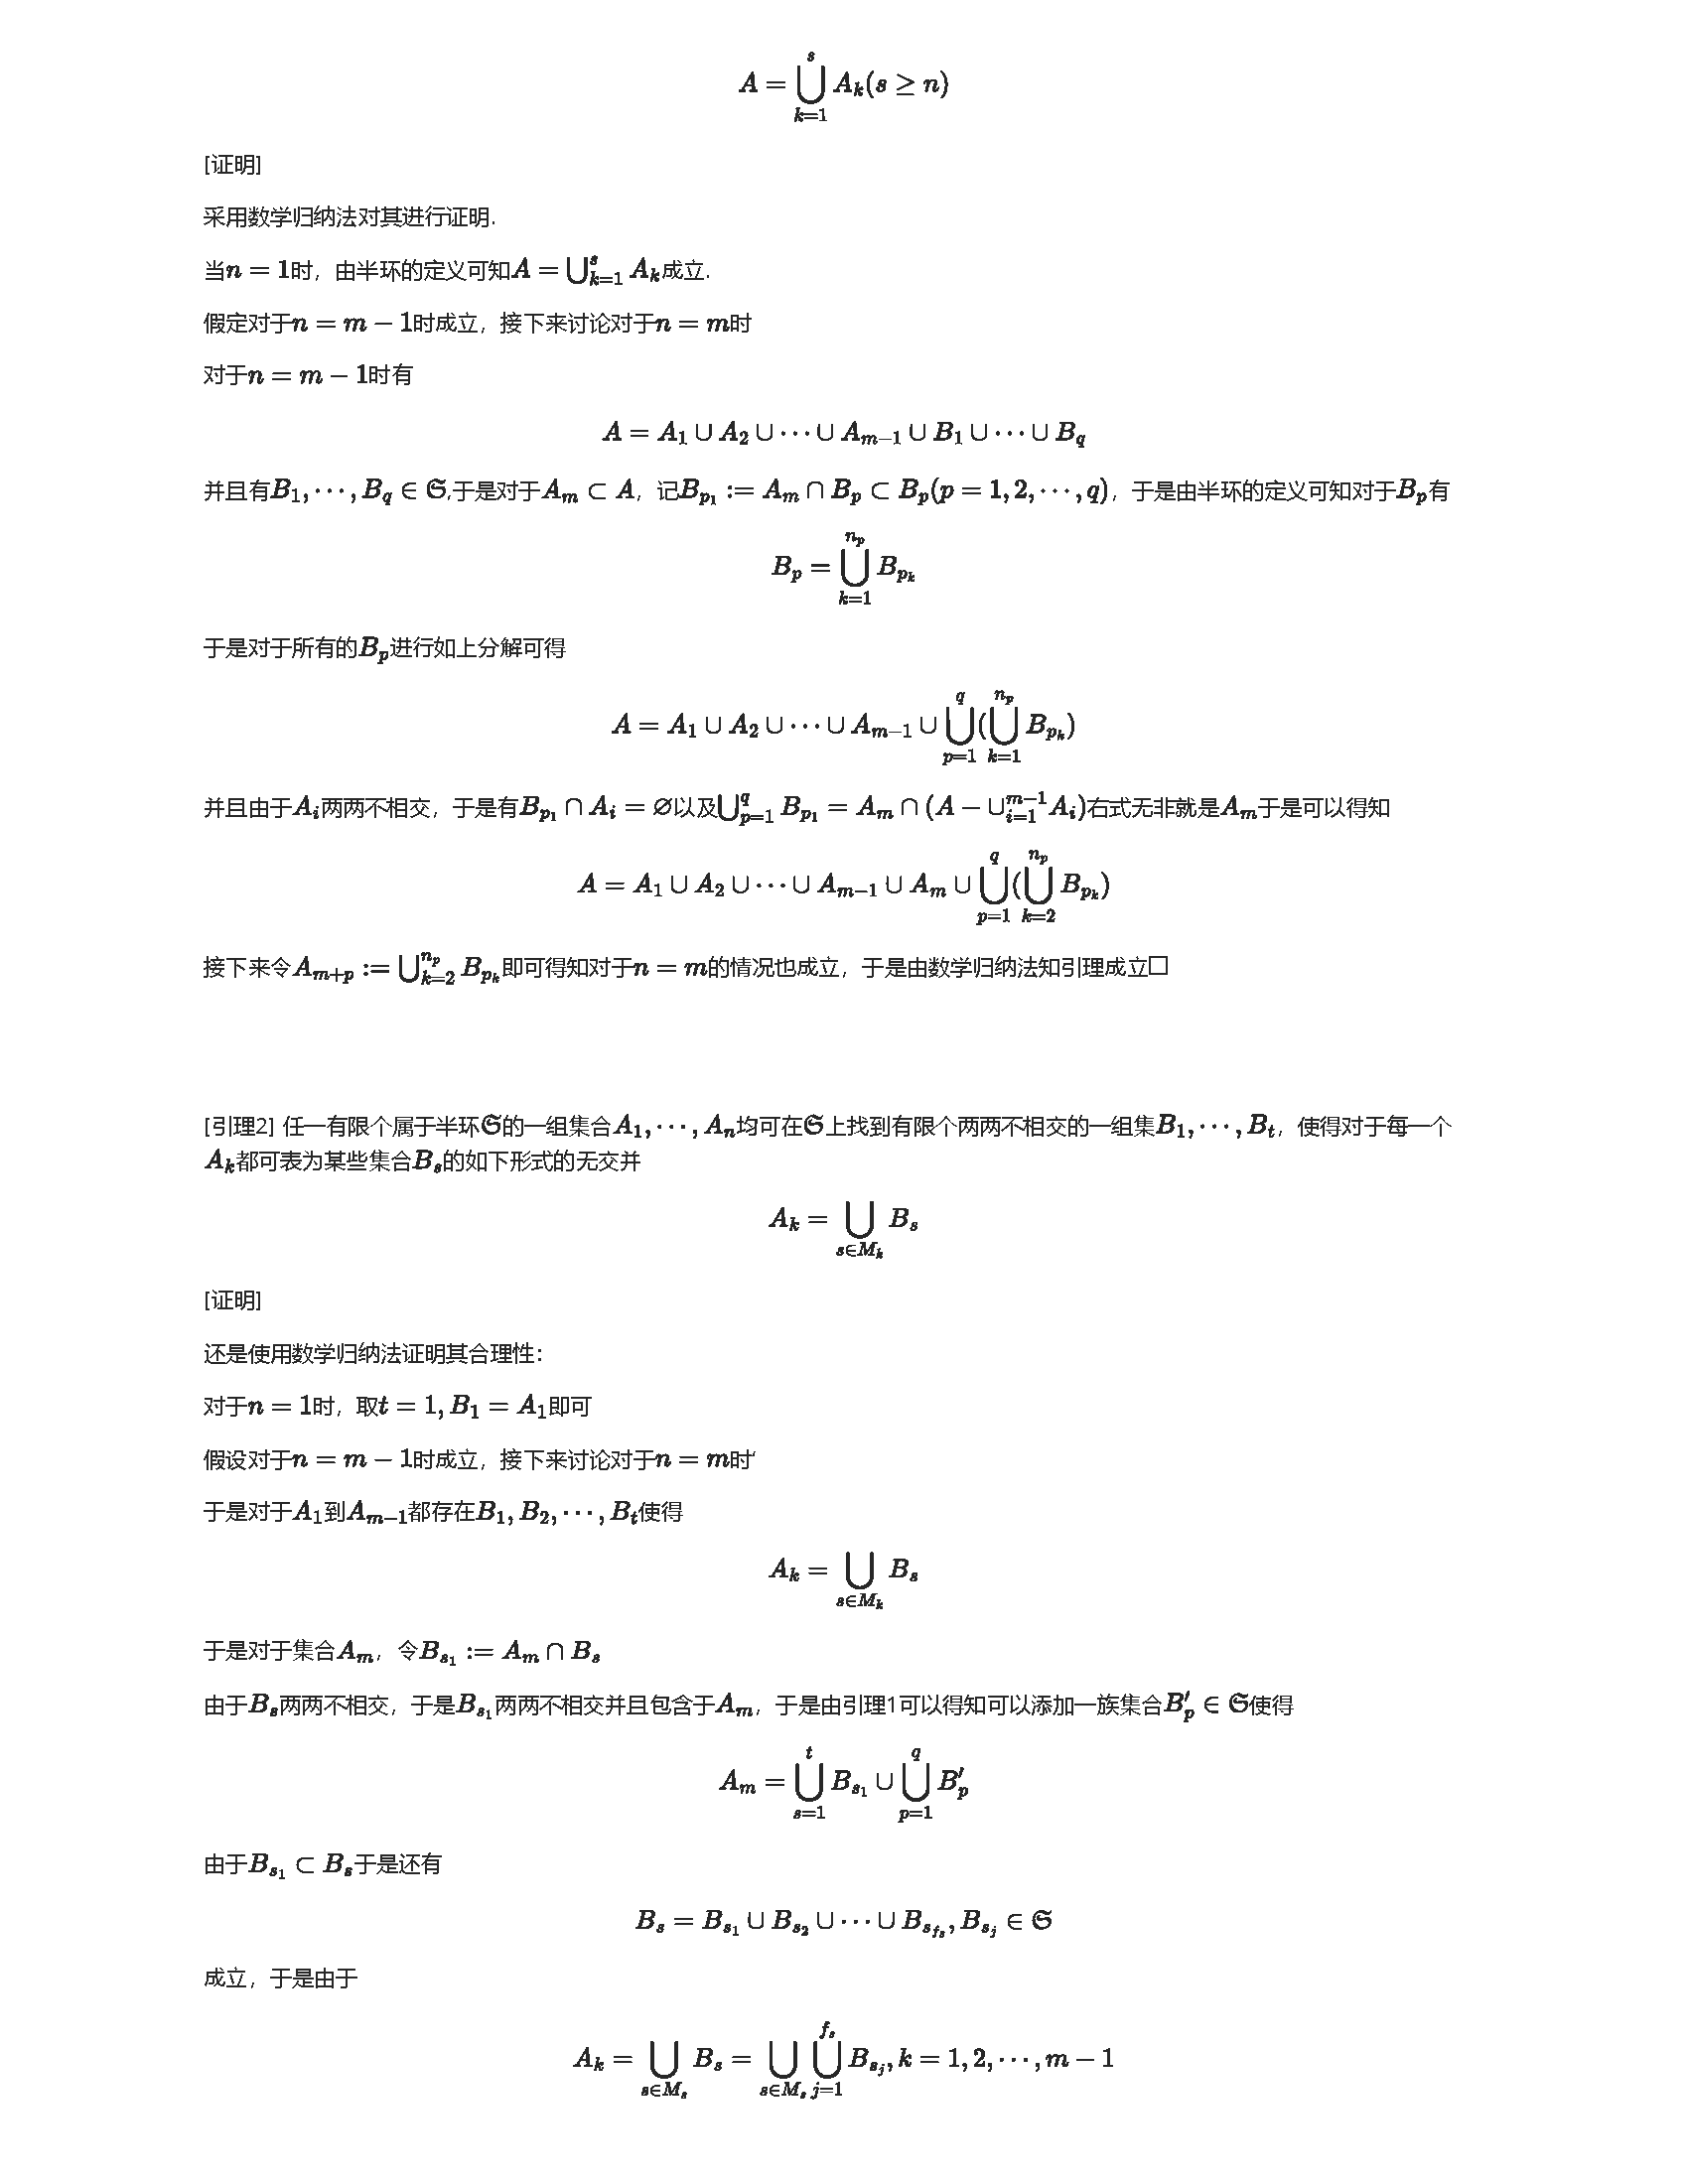 $$A = \bigcup_{k=1}^{s} A_k (s \geq n)$$
[证明]
采用数学归纳法对其进行证明.
当$n = 1$时，由半环的定义可知$A = \bigcup_{k=1}^{s} A_k$成立.
假定对于$n = m - 1$时成立，接下来讨论对于$n = m$时
对于$n = m - 1$时有
$$A = A_1 \cup A_2 \cup \cdots \cup A_{m-1} \cup B_1 \cup \cdots \cup B_q$$
并且有$B_1, \cdots, B_q \in \mathfrak{S}$.于是对于$A_m \subset A$，记$B_{p_1} := A_m \cap B_p \subset B_p (p = 1, 2, \cdots, q)$，于是由半环的定义可知对于$B_p$有
$$B_p = \bigcup_{k=1}^{n_p} B_{p_k}$$
于是对于所有的$B_p$进行如上分解可得
$$A = A_1 \cup A_2 \cup \cdots \cup A_{m-1} \cup \bigcup_{p=1}^{q} (\bigcup_{k=1}^{n_p} B_{p_k})$$
并且由于$A_i$两两不相交，于是有$B_{p_1} \cap A_i = \varnothing$以及$\bigcup_{p=1}^{q} B_{p_1} = A_m \cap (A - \cup_{i=1}^{m-1} A_i)$右式无非就是$A_m$于是可以得知
$$A = A_1 \cup A_2 \cup \cdots \cup A_{m-1} \cup A_m \cup \bigcup_{p=1}^{q} (\bigcup_{k=2}^{n_p} B_{p_k})$$
接下来令$A_{m+p} := \bigcup_{k=2}^{n_p} B_{p_k}$即可得知对于$n = m$的情况也成立，于是由数学归纳法知引理成立□
[引理2] 任一有限个属于半环$\mathfrak{S}$的一组集合$A_1, \cdots, A_n$均可在$\mathfrak{S}$上找到有限个两两不相交的一组集$B_1, \cdots, B_t$，使得对于每一个
$A_k$都可表为某些集合$B_s$的如下形式的无交并
$$A_k = \bigcup_{s \in M_k} B_s$$
[证明]
还是使用数学归纳法证明其合理性：
对于$n = 1$时，取$t = 1, B_1 = A_1$即可
假设对于$n = m - 1$时成立，接下来讨论对于$n = m$时‘
于是对于$A_1$到$A_{m-1}$都存在$B_1, B_2, \cdots, B_t$使得
$$A_k = \bigcup_{s \in M_k} B_s$$
于是对于集合$A_m$，令$B_{s_1} := A_m \cap B_s$
由于$B_s$两两不相交，于是$B_{s_1}$两两不相交并且包含于$A_m$，于是由引理1可以得知可以添加一族集合$B'_p \in \mathfrak{S}$使得
$$A_m = \bigcup_{s=1}^{t} B_{s_1} \cup \bigcup_{p=1}^{q} B'_p$$
由于$B_{s_1} \subset B_s$于是还有
$$B_s = B_{s_1} \cup B_{s_2} \cup \cdots \cup B_{s_{f_s}}, B_{s_j} \in \mathfrak{S}$$
成立，于是由于
$$A_k = \bigcup_{s \in M_s} B_s = \bigcup_{s \in M_s} \bigcup_{j=1}^{f_s} B_{s_j}, k = 1, 2, \cdots, m - 1$$